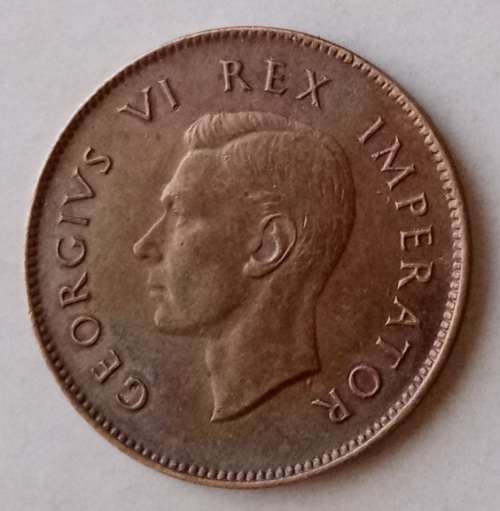 GEORGIVS VI REX IMPERATOR